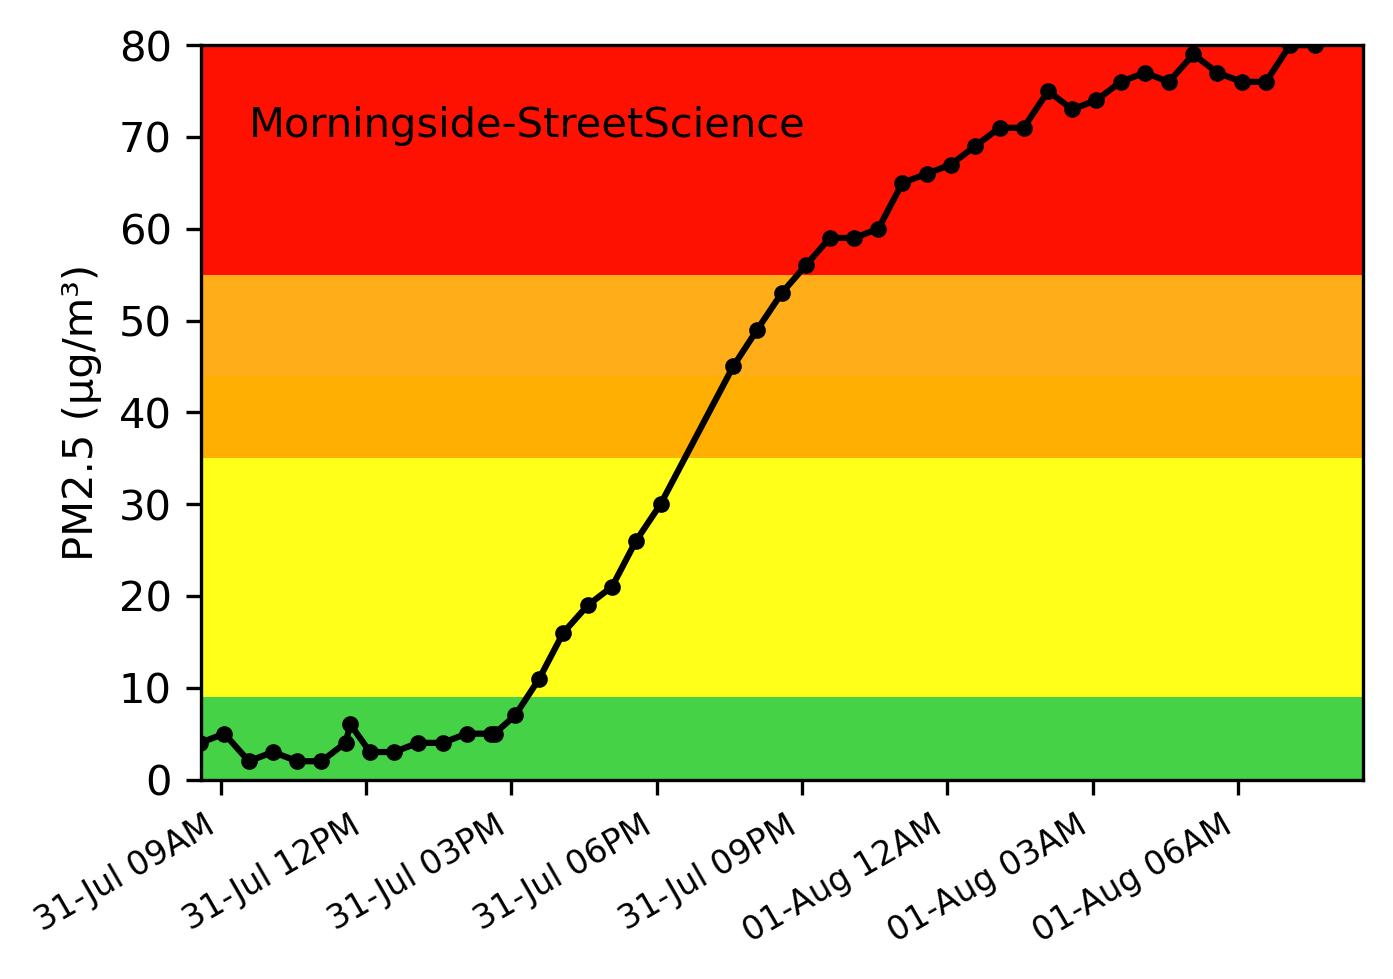 80
Morningside-StreetScience
70
60
50
40
30
20
10
0
PM2.5 (µg/m³)
31-Jul 09AM
31-Jul 12PM
31-Jul 03PM
31-Jul 06PM
31-Jul 09PM
01-Aug 12AM
01-Aug 03AM
01-Aug 06AM